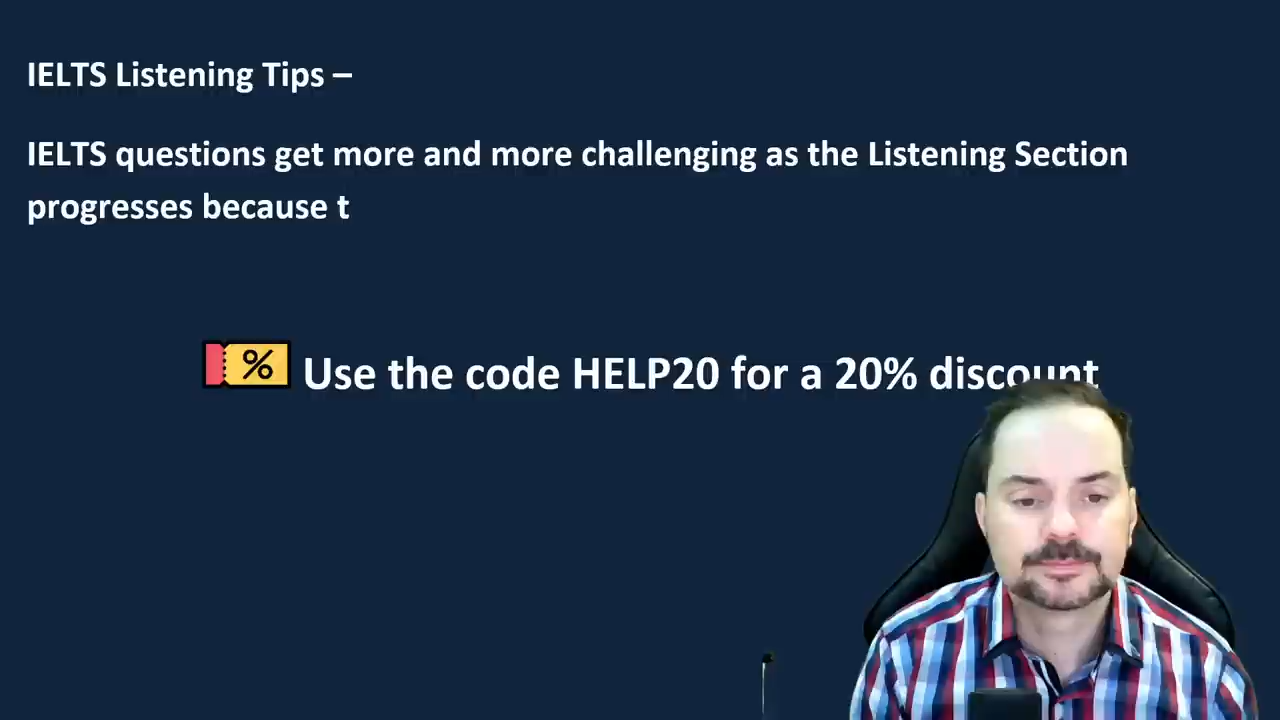 IELTS Listening Tips –
IELTS questions get more and more challenging as the Listening Section
progresses because t
% Use the code HELP20 for a 20% discount